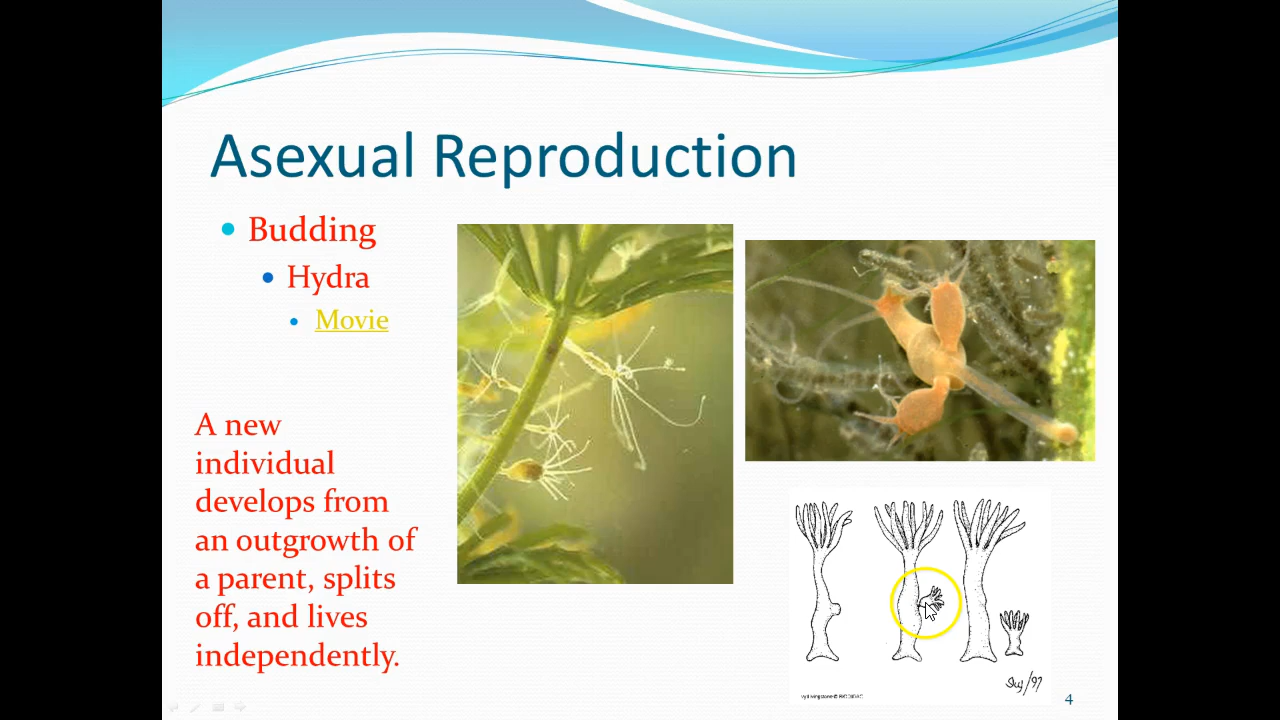 Asexual Reproduction
Budding
Hydra
Movie
A new
individual
develops from
an outgrowth of
a parent, splits
off, and lives
independently.
4